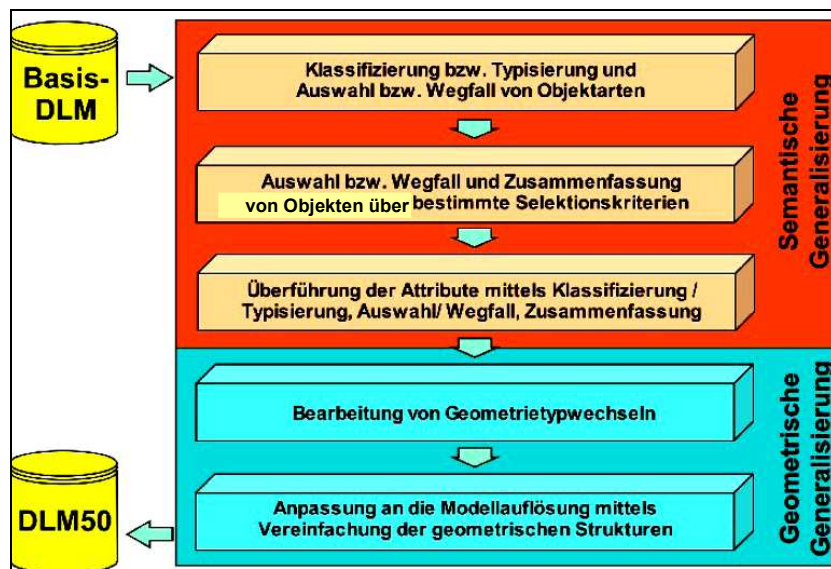 Basis-
DLM
Klassifizierung bzw. Typisierung und
Auswahl bzw. Wegfall von Objektarten
Auswahl bzw. Wegfall und Zusammenfassung
von Objekten über bestimmte Selektionskriterien
Überführung der Attribute mittels Klassifizierung /
Typisierung, Auswahl/ Wegfall, Zusammenfassung
Semantische
Generalisierung
Bearbeitung von Geometrietypwechseln
Anpassung an die Modellauflösung mittels
Vereinfachung der geometrischen Strukturen
Geometrische
Generalisierung
DLM50